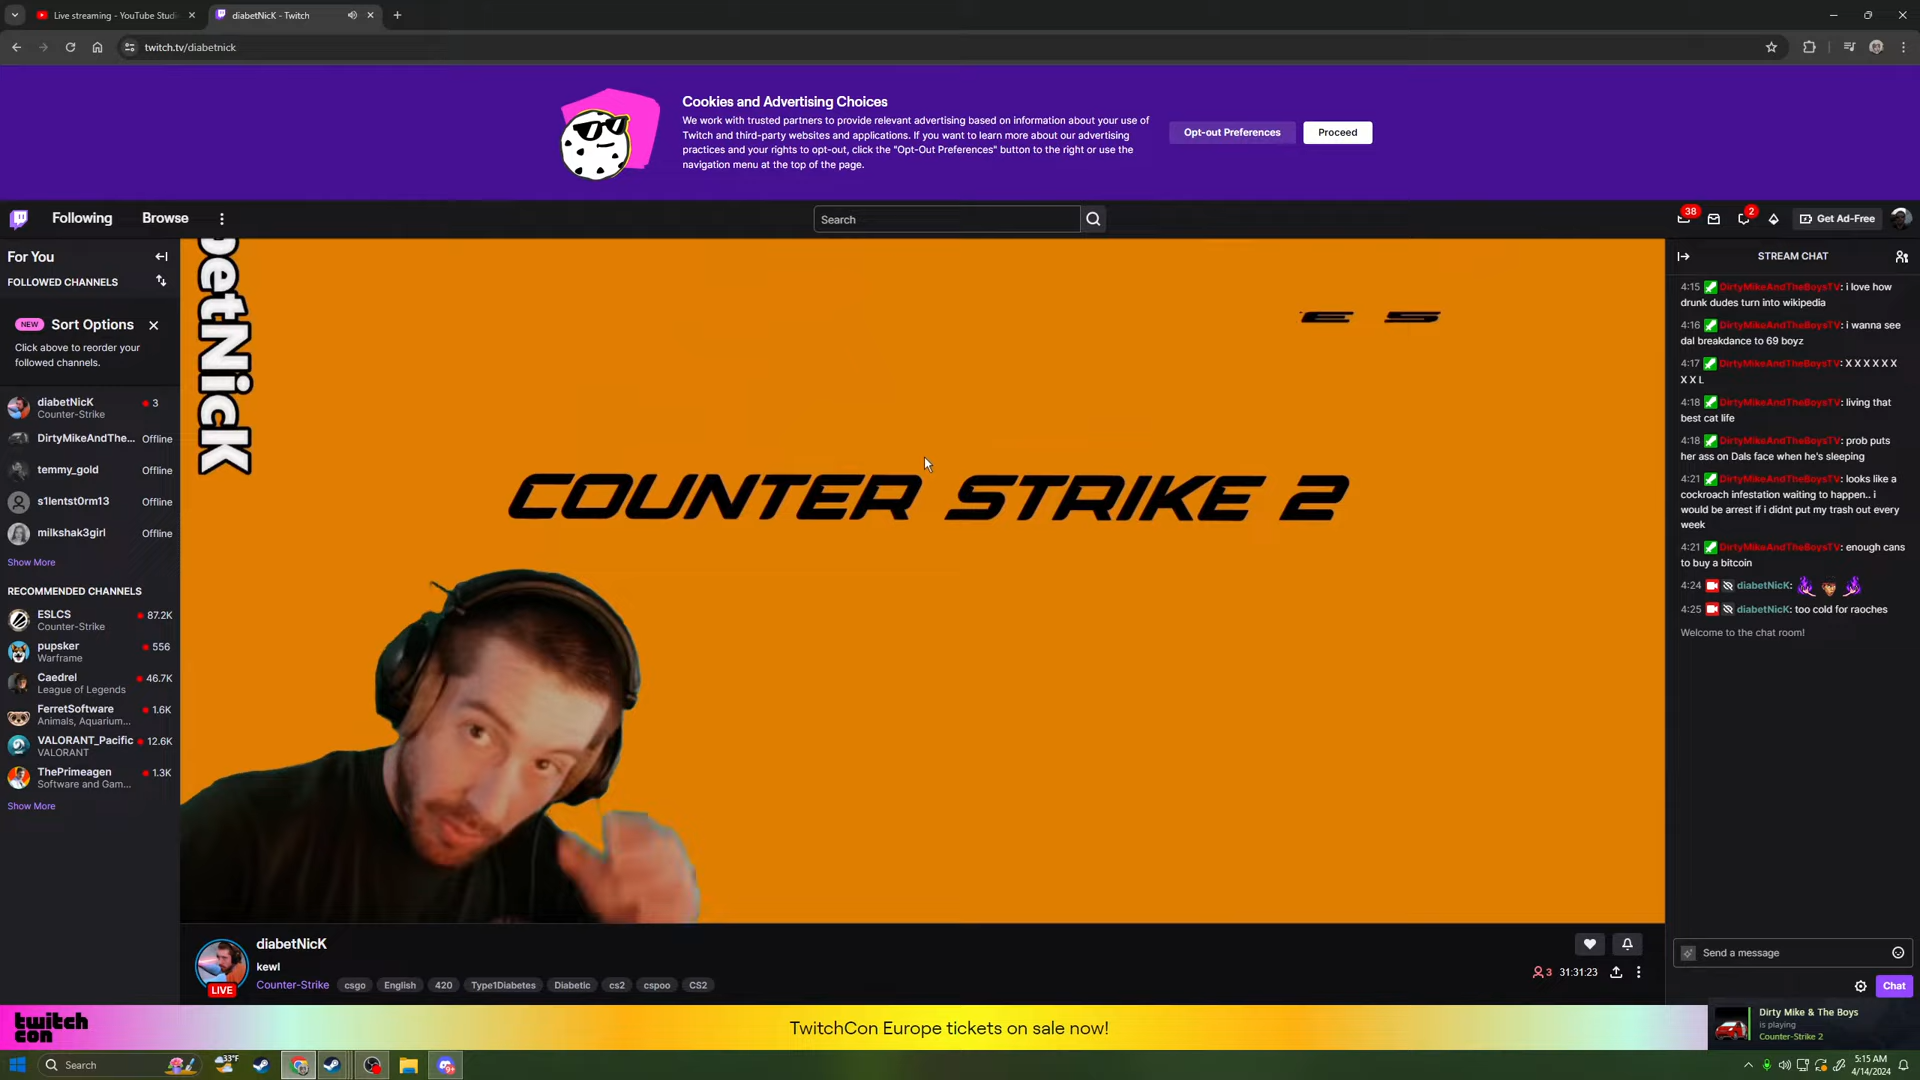 Live streaming - YouTube Studi
diabetNicK - Twitch
twitch.tv/diabetnick
Cookies and Advertising Choices
We work with trusted partners to provide relevant advertising based on information about your use of
Twitch and third-party websites and applications. If you want to learn more about our advertising
practices and your rights to opt-out, click the "Opt-Out Preferences" button to the right or use the
navigation menu at the top of the page.
Opt-out Preferences
Proceed
Following
Browse
Search
38
2
Get Ad-Free
For You
FOLLOWED CHANNELS
NEW
Sort Options
Click above to reorder your
followed channels.
diabetNicK
3
Counter-Strike
DirtyMikeAndThe...
Offline
temmy_gold
Offline
s1lentst0rm13
Offline
milkshak3girl
Offline
Show More
RECOMMENDED CHANNELS
ESLCS
87.2K
Counter-Strike
pupsker
556
Warframe
Caedrel
46.7K
League of Legends
FerretSoftware
1.6K
Animals, Aquarium...
VALORANT_Pacific
12.6K
VALORANT
ThePrimeagen
1.3K
Software and Gam...
Show More
betNicK
E S
COUNTER STRIKE 2
STREAM CHAT
4:15 DirtyMikeAndTheBoysTV: i love how
drunk dudes turn into wikipedia
4:16 DirtyMikeAndTheBoysTV: i wanna see
dal breakdance to 69 boyz
4:17 DirtyMikeAndTheBoysTV: X X X X X X
X X L
4:18 DirtyMikeAndTheBoysTV: living that
best cat life
4:18 DirtyMikeAndTheBoysTV: prob puts
her ass on Dals face when he's sleeping
4:21 DirtyMikeAndTheBoysTV: looks like a
cockroach infestation waiting to happen.. i
would be arrest if i didnt put my trash out every
week
4:21 DirtyMikeAndTheBoysTV: enough cans
to buy a bitcoin
4:24 diabetNicK:
4:25 diabetNicK: too cold for raoches
Welcome to the chat room!
Send a message
Chat
LIVE
diabetNicK
kewl
Counter-Strike
csgo
English
420
Type1Diabetes
Diabetic
cs2
cspoo
CS2
3
31:31:23
twitch
con
TwitchCon Europe tickets on sale now!
Dirty Mike & The Boys
is playing
Counter-Strike 2
Search
33°F
5:15 AM
4/14/2024